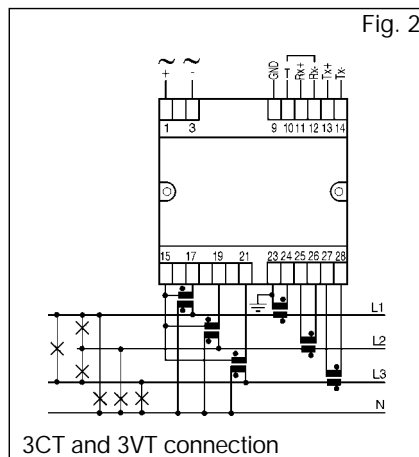 Fig. 2
~ ~
+ -
GND T Rx+ Rx- Tx+ Tx-
1 3 9 10 11 12 13 14
15 17 19 21 23 24 25 26 27 28
L1
L2
L3
N
3CT and 3VT connection